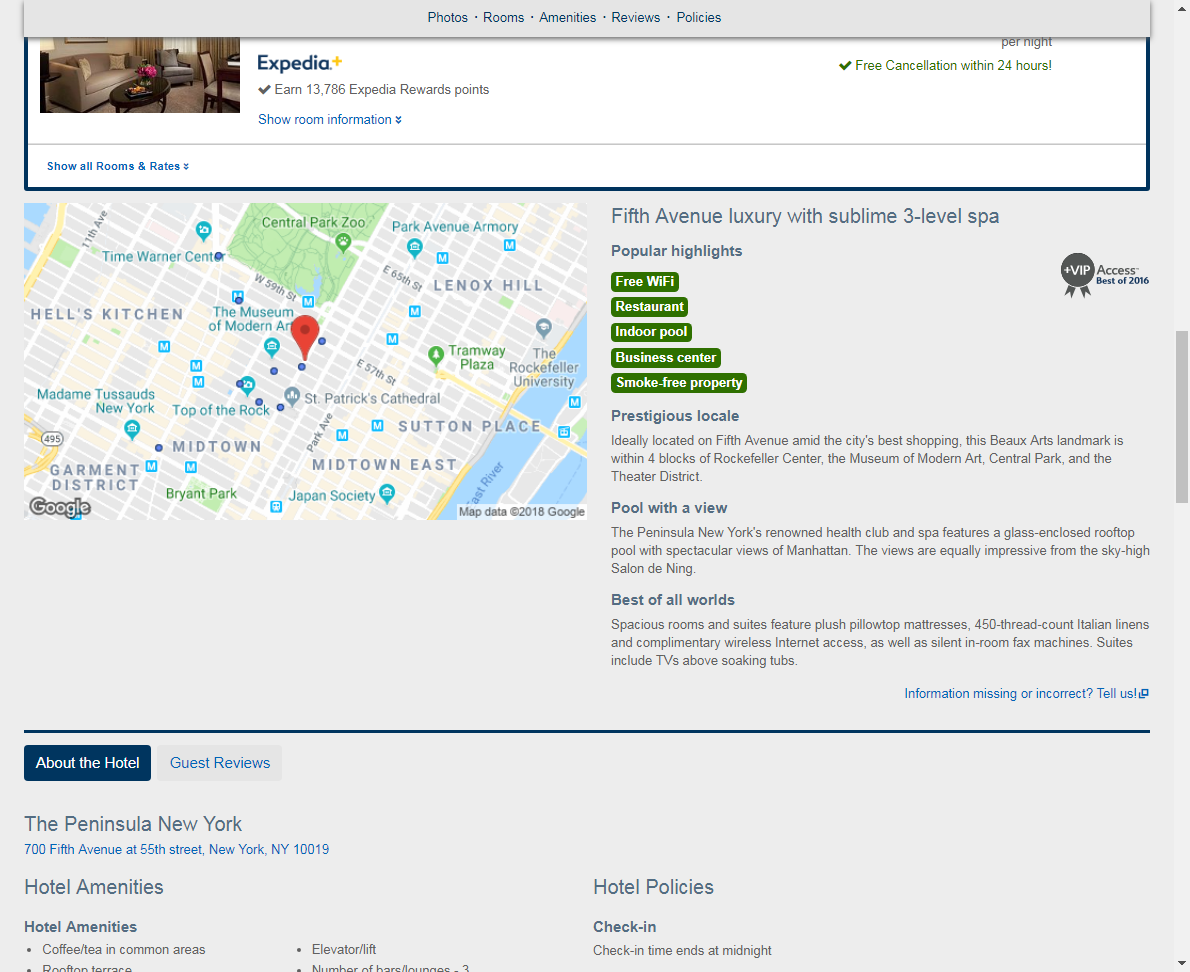 Photos · Rooms · Amenities · Reviews · Policies
per night
Expedia+
Free Cancellation within 24 hours!
Earn 13,786 Expedia Rewards points
Show room information
Show all Rooms & Rates
11th Ave
Central Park Zoo
Park Avenue Armory
Time Warner Center
E 65th St
W 59th St
LENOX HILL
HELL'S KITCHEN
The Museum
of Modern Art
Tramway
Plaza
The
Rockefeller
University
E 57th St
Madame Tussauds
New York
Top of the Rock
St. Patrick's Cathedral
Park Ave
SUTTON PLACE
495
MIDTOWN
MIDTOWN EAST
GARMENT
DISTRICT
East River
Bryant Park
Japan Society
Google
Map data ©2018 Google
Fifth Avenue luxury with sublime 3-level spa
Popular highlights
+VIP Access™
Best of 2016
Free WiFi
Restaurant
Indoor pool
Business center
Smoke-free property
Prestigious locale
Ideally located on Fifth Avenue amid the city's best shopping, this Beaux Arts landmark is
within 4 blocks of Rockefeller Center, the Museum of Modern Art, Central Park, and the
Theater District.
Pool with a view
The Peninsula New York's renowned health club and spa features a glass-enclosed rooftop
pool with spectacular views of Manhattan. The views are equally impressive from the sky-high
Salon de Ning.
Best of all worlds
Spacious rooms and suites feature plush pillowtop mattresses, 450-thread-count Italian linens
and complimentary wireless Internet access, as well as silent in-room fax machines. Suites
include TVs above soaking tubs.
Information missing or incorrect? Tell us!
About the Hotel
Guest Reviews
The Peninsula New York
700 Fifth Avenue at 55th street, New York, NY 10019
Hotel Amenities
Hotel Amenities
• Coffee/tea in common areas
• Rooftop terrace
• Elevator/lift
• Number of bars/lounges - 3
Hotel Policies
Check-in
Check-in time ends at midnight